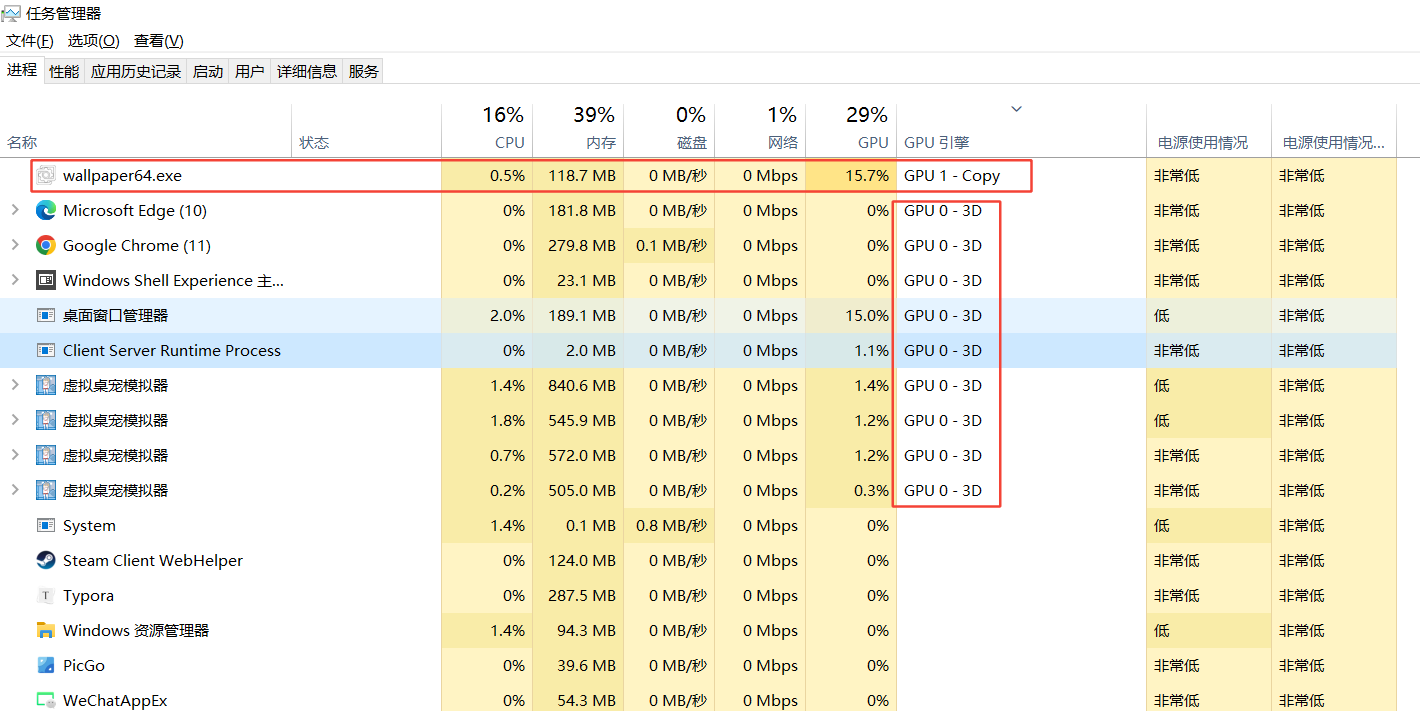 任务管理器
文件(F) 选项(O) 查看(V)
进程 性能 应用历史记录 启动 用户 详细信息 服务
16% 39% 0% 1% 29%
名称 状态 CPU 内存 磁盘 网络 GPU GPU 引擎 电源使用情况 电源使用情况...
wallpaper64.exe 0.5% 118.7 MB 0 MB/秒 0 Mbps 15.7% GPU 1 - Copy 非常低 非常低
Microsoft Edge (10) 0% 181.8 MB 0 MB/秒 0 Mbps 0% GPU 0 - 3D 非常低 非常低
Google Chrome (11) 0% 279.8 MB 0.1 MB/秒 0 Mbps 0% GPU 0 - 3D 非常低 非常低
Windows Shell Experience 主... 0% 23.1 MB 0 MB/秒 0 Mbps 0% GPU 0 - 3D 非常低 非常低
桌面窗口管理器 2.0% 189.1 MB 0 MB/秒 0 Mbps 15.0% GPU 0 - 3D 低 非常低
Client Server Runtime Process 0% 2.0 MB 0 MB/秒 0 Mbps 1.1% GPU 0 - 3D 非常低 非常低
虚拟桌宠模拟器 1.4% 840.6 MB 0 MB/秒 0 Mbps 1.4% GPU 0 - 3D 低 非常低
虚拟桌宠模拟器 1.8% 545.9 MB 0 MB/秒 0 Mbps 1.2% GPU 0 - 3D 低 非常低
虚拟桌宠模拟器 0.7% 572.0 MB 0 MB/秒 0 Mbps 1.2% GPU 0 - 3D 非常低 非常低
虚拟桌宠模拟器 0.2% 505.0 MB 0 MB/秒 0 Mbps 0.3% GPU 0 - 3D 非常低 非常低
System 1.4% 0.1 MB 0.8 MB/秒 0 Mbps 0% 低 非常低
Steam Client WebHelper 0% 124.0 MB 0 MB/秒 0 Mbps 0% 非常低 非常低
Typora 0% 287.5 MB 0 MB/秒 0 Mbps 0% 非常低 非常低
Windows 资源管理器 1.4% 94.3 MB 0 MB/秒 0 Mbps 0% 低 非常低
PicGo 0% 39.6 MB 0 MB/秒 0 Mbps 0% 非常低 非常低
WeChatAppEx 0% 54.3 MB 0 MB/秒 0 Mbps 0% 非常低 非常低